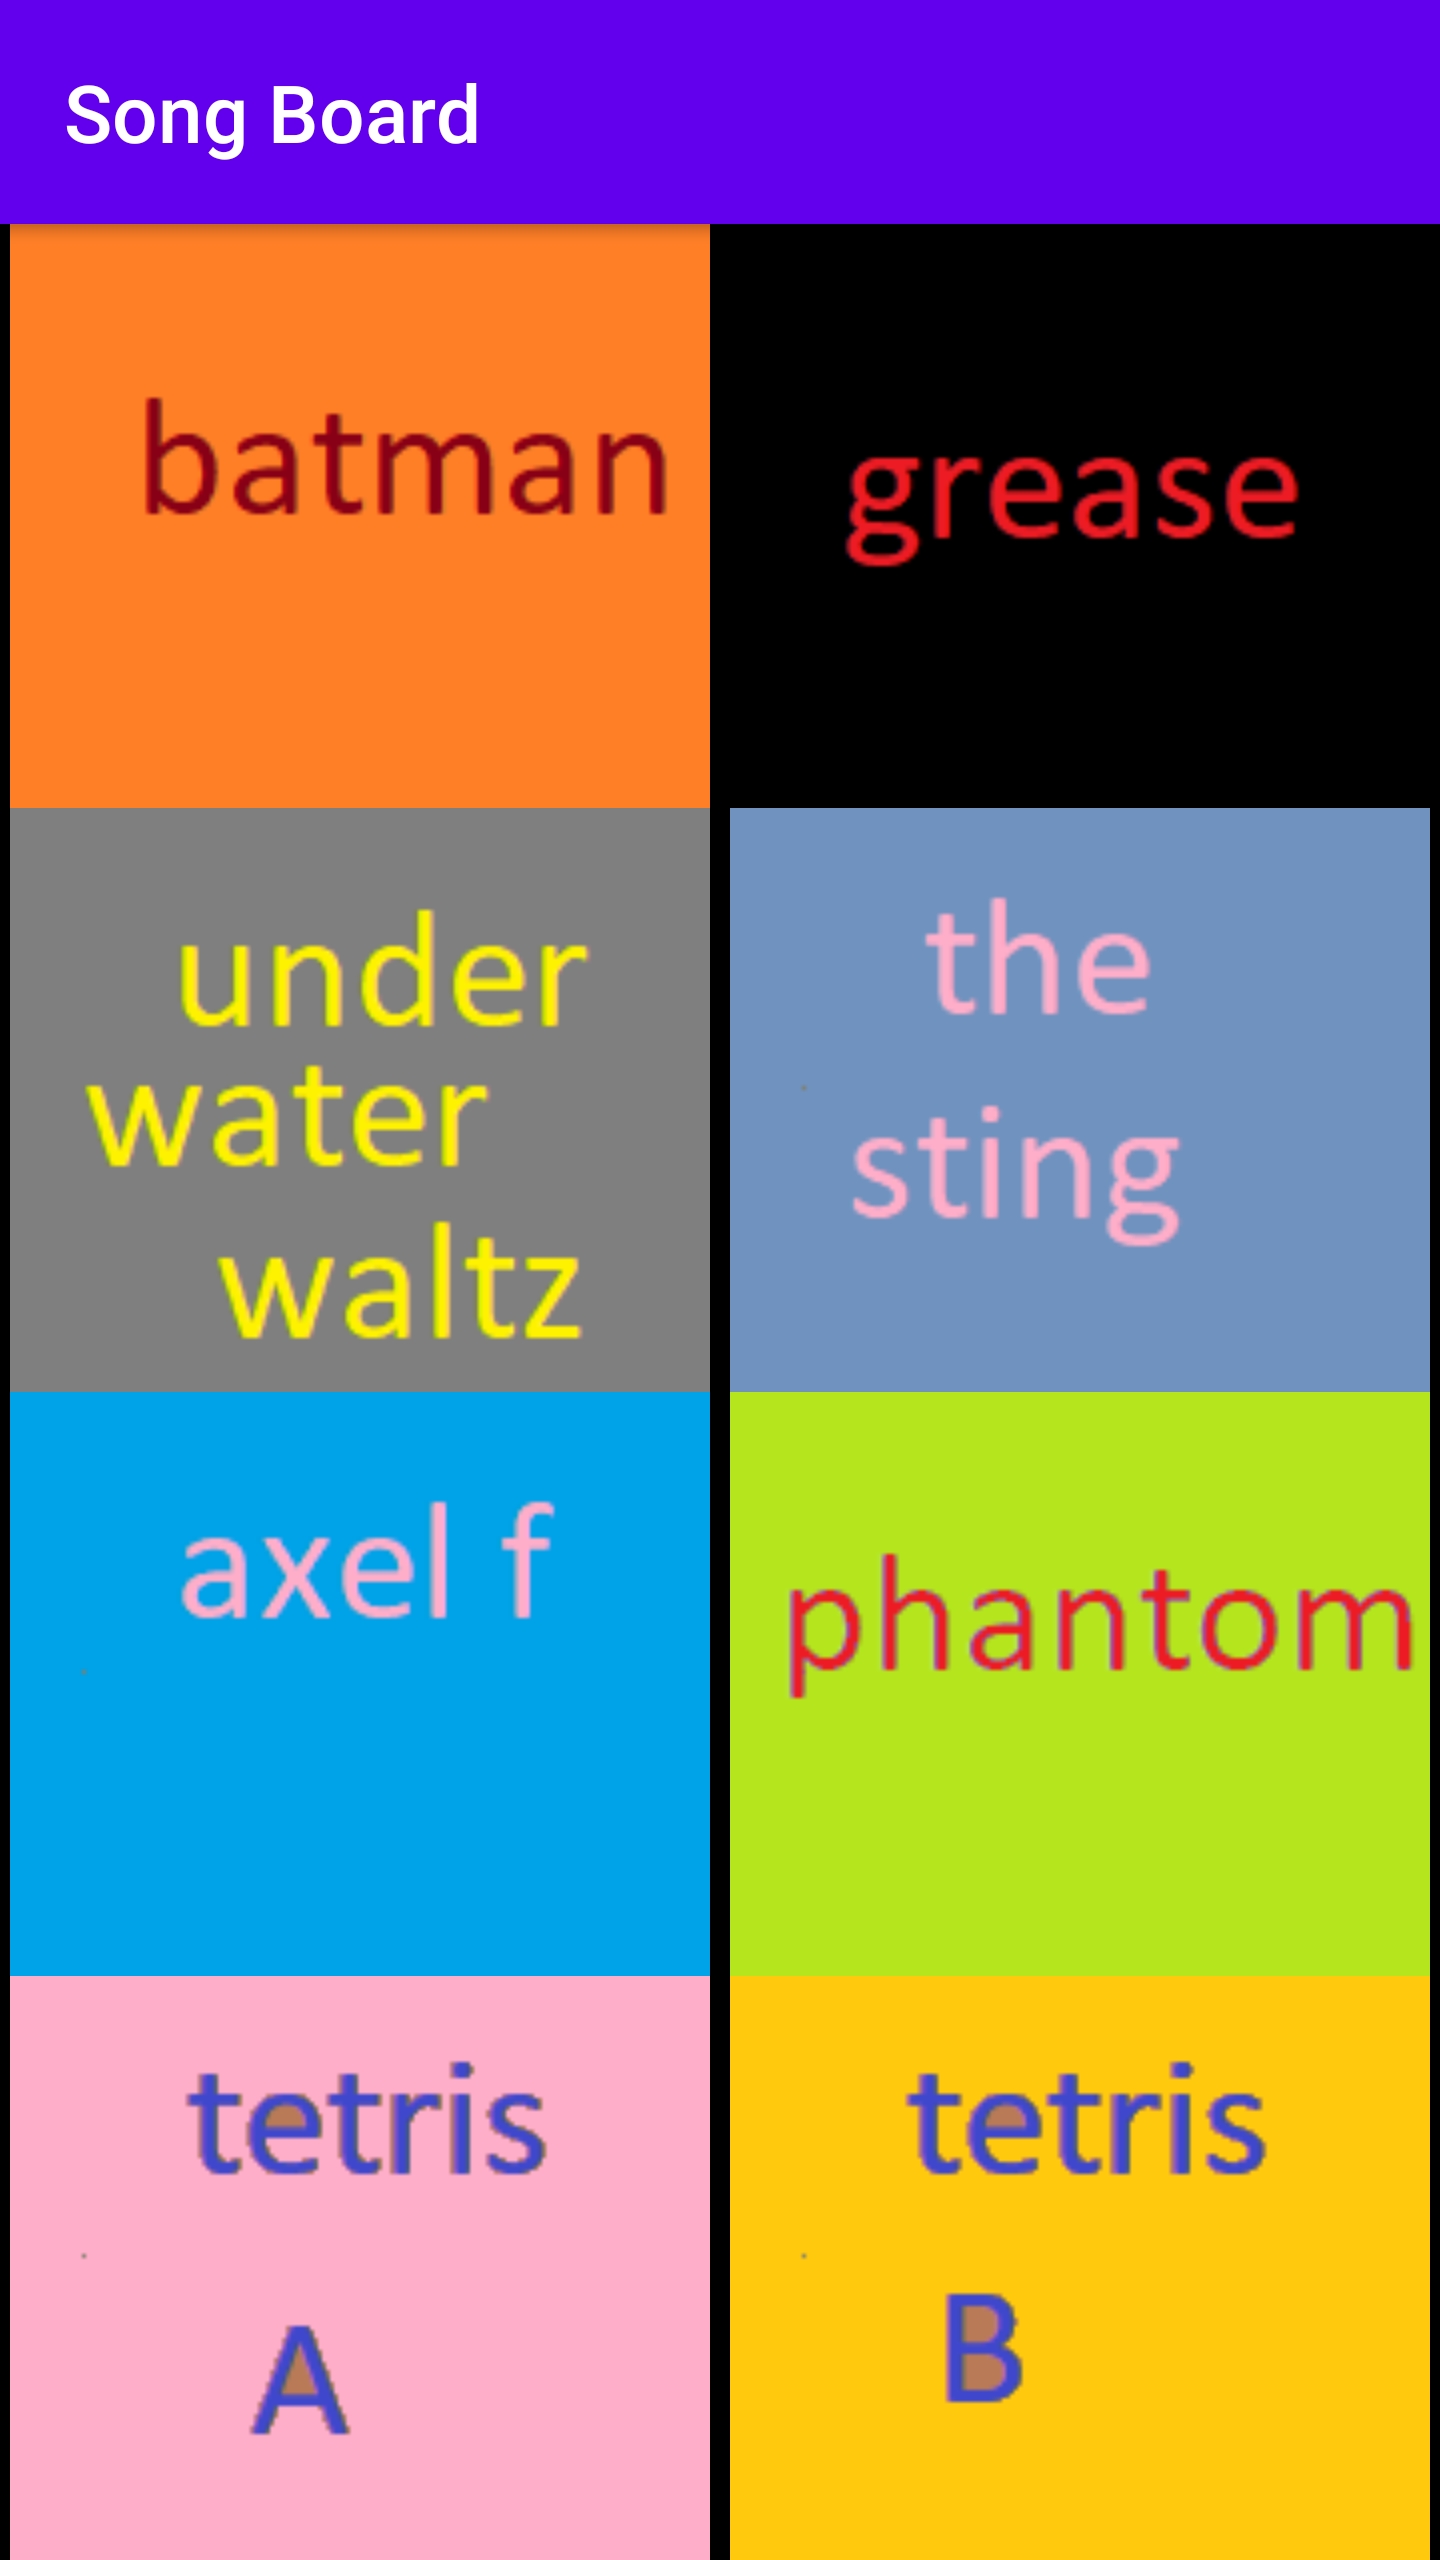 Song Board
batman
grease
under
water
waltz
the
sting
axel f
phantom
tetris
A
tetris
B